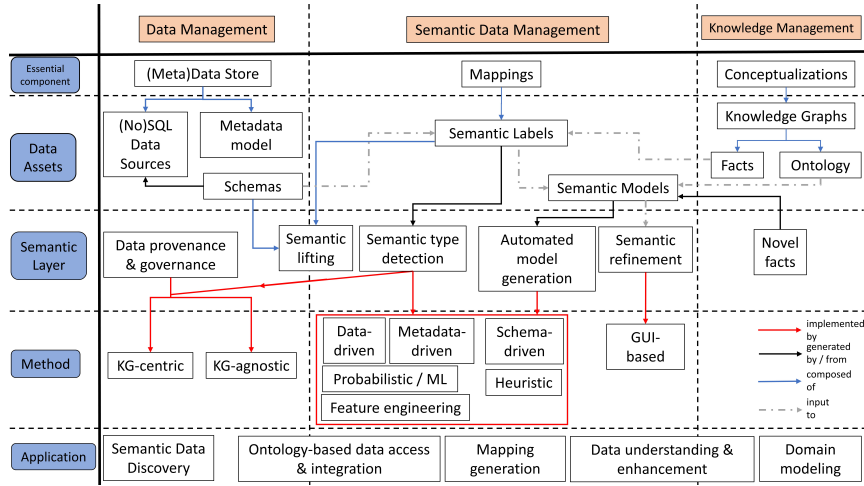 Data Management
Semantic Data Management
Knowledge Management
Essential
component
(Meta)Data Store
Mappings
Conceptualizations
Data
Assets
(No)SQL
Data
Sources
Metadata
model
Semantic Labels
Knowledge Graphs
Facts
Ontology
Schemas
Semantic Models
Semantic
Layer
Data provenance
& governance
Semantic
lifting
Semantic type
detection
Automated
model
generation
Semantic
refinement
Novel
facts
Method
KG-centric
KG-agnostic
Data-
driven
Metadata-
driven
Schema-
driven
Probabilistic / ML
Heuristic
Feature engineering
GUI-
based
implemented
by
generated
by / from
composed
of
input
to
Application
Semantic Data
Discovery
Ontology-based data access
& integration
Mapping
generation
Data understanding &
enhancement
Domain
modeling